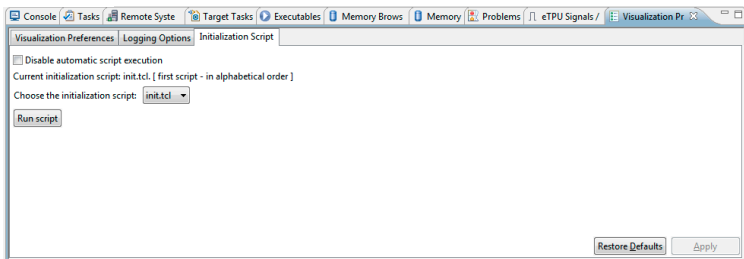 Console Tasks Remote Syste Target Tasks Executables Memory Brows Memory Problems eTPU Signals / Visualization Pr
Visualization Preferences Logging Options Initialization Script
Disable automatic script execution
Current initialization script: init.tcl. [ first script - in alphabetical order ]
Choose the initialization script: init.tcl
Run script
Restore Defaults Apply